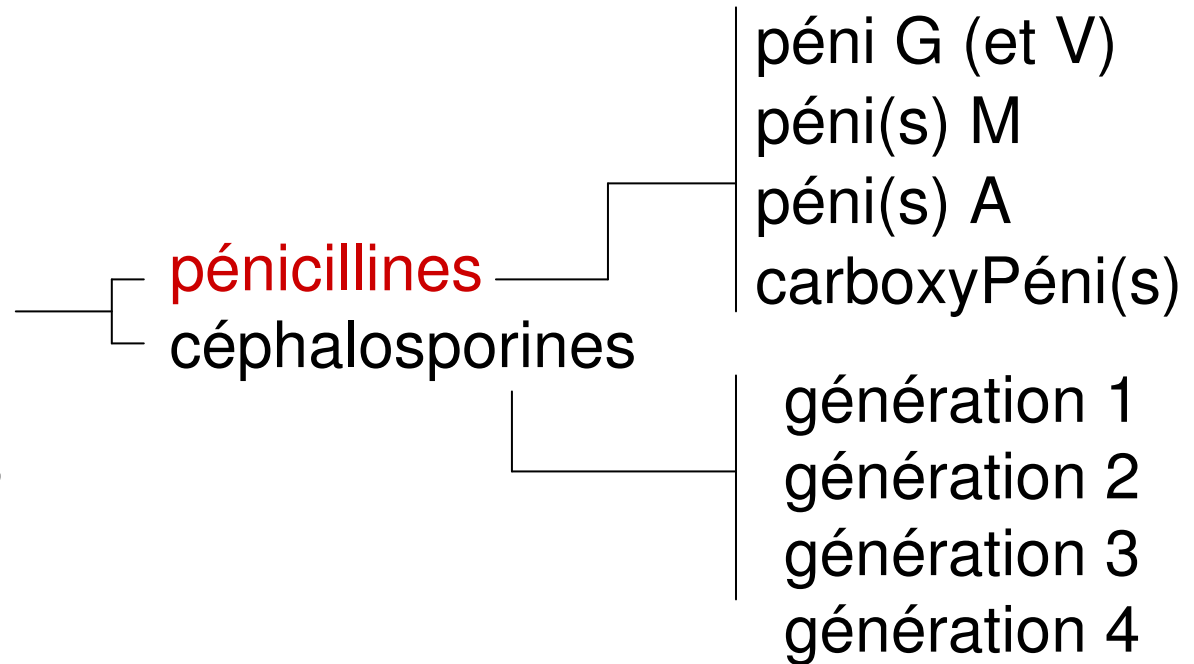 péni G (et V)
péni(s) M
péni(s) A
carboxyPéni(s)
pénicillines
céphalosporines
génération 1
génération 2
génération 3
génération 4